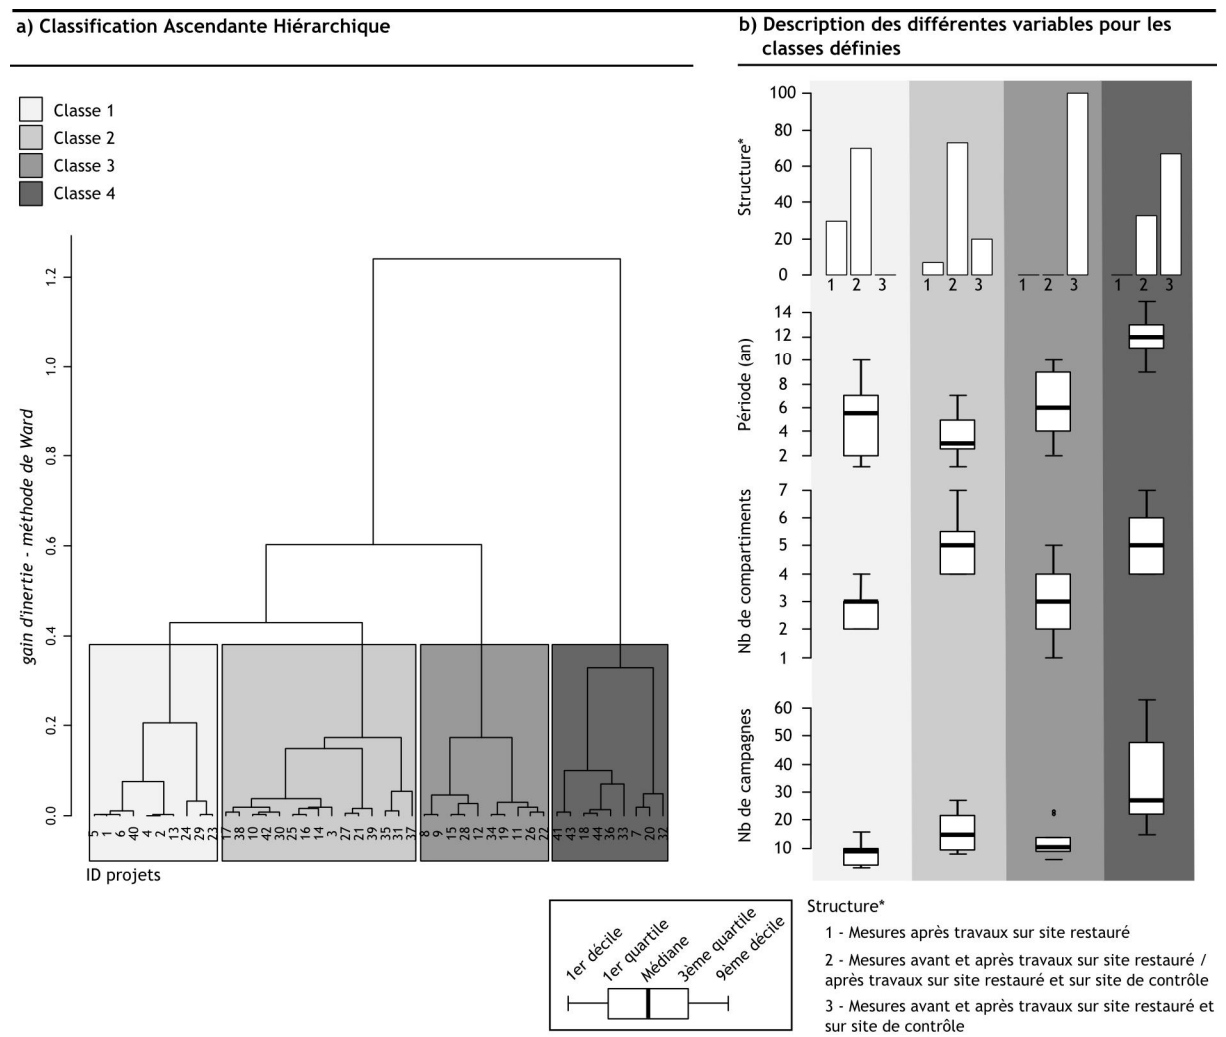 a) Classification Ascendante Hiérarchique
Classe 1
Classe 2
Classe 3
Classe 4
gain d'inertie - méthode de Ward
1.2
1.0
0.8
0.6
0.4
0.2
0.0
5 1 6 40 4 2 13 24 29 23 17 38 10 42 30 25 16 14 3 27 21 39 35 31 37 8 9 15 28 12 34 19 11 26 22 41 43 18 44 36 33 7 20 32
ID projets
b) Description des différentes variables pour les
classes définies
Structure*
100
80
60
40
20
0
1 2 3 1 2 3 1 2 3 1 2 3
Période (an)
14
12
10
8
6
4
2
Nb de compartiments
7
6
5
4
3
2
1
Nb de campagnes
60
50
40
30
20
10
1er décile
1er quartile
Médiane
3ème quartile
9ème décile
Structure*
1 - Mesures après travaux sur site restauré
2 - Mesures avant et après travaux sur site restauré /
après travaux sur site restauré et sur site de contrôle
3 - Mesures avant et après travaux sur site restauré et
sur site de contrôle